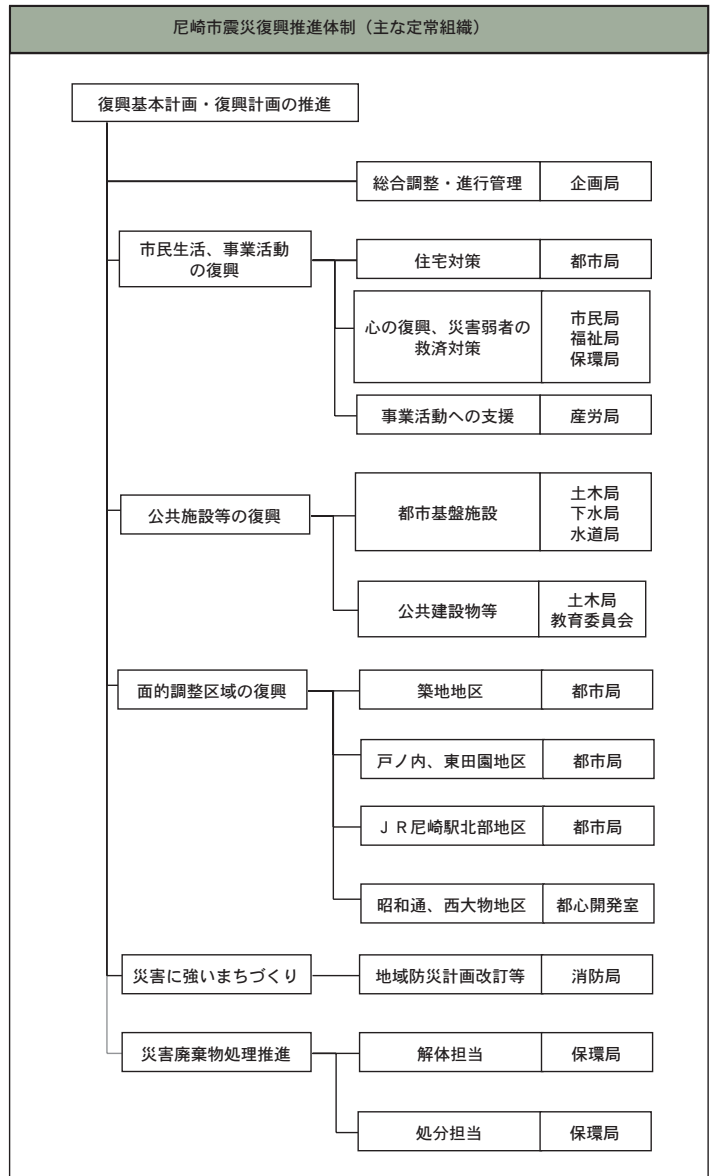 尼崎市震災復興推進体制（主な定常組織）
復興基本計画・復興計画の推進
総合調整・進行管理 企画局
市民生活、事業活動
の復興
住宅対策 都市局
心の復興、災害弱者の
救済対策
市民局
福祉局
保環局
事業活動への支援 産労局
公共施設等の復興
都市基盤施設
土木局
下水局
水道局
公共建設物等
土木局
教育委員会
面的調整区域の復興
築地地区 都市局
戸ノ内、東田園地区 都市局
ＪＲ尼崎駅北部地区 都市局
昭和通、西大物地区 都心開発室
災害に強いまちづくり
地域防災計画改訂等 消防局
災害廃棄物処理推進
解体担当 保環局
処分担当 保環局